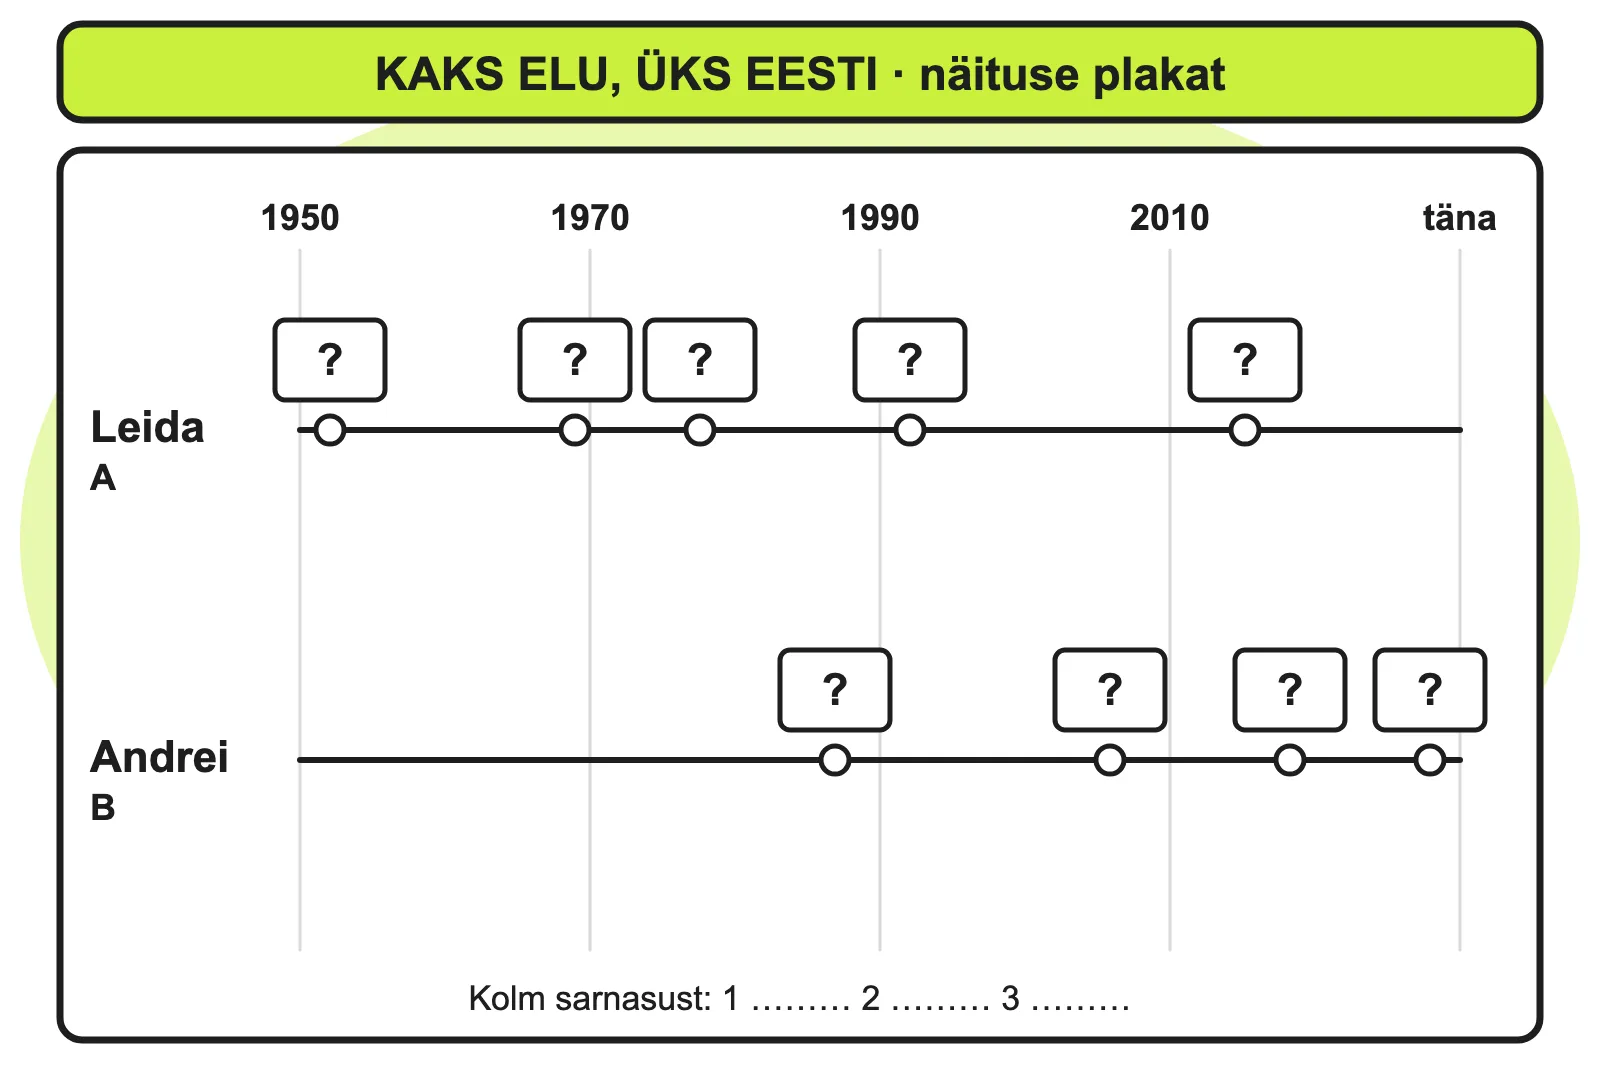 KAKS ELU, ÜKS EESTI · näituse plakat
1950 1970 1990 2010 täna
? ? ? ? ?
Leida
A
? ? ? ?
Andrei
B
Kolm sarnasust: 1 ......... 2 ......... 3 .........